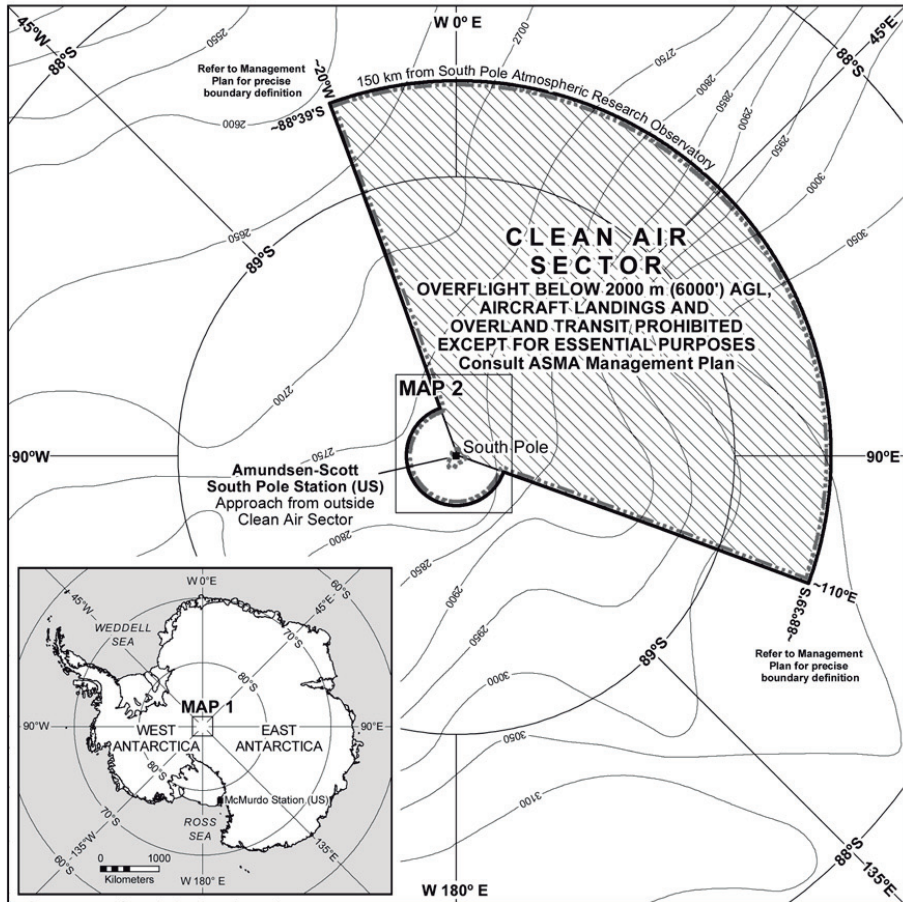 45ºW
88ºS
2550
W 0º E
2700
2750
88ºS
45ºE
Refer to Management
Plan for precise
boundary definition
~20ºW
~88º39'S
150 km from South Pole Atmospheric Research Observatory
2600
2800
2850
2900
2950
3000
3050
2650
89ºS
CLEAN AIR
SECTOR
OVERFLIGHT BELOW 2000 m (6000') AGL,
AIRCRAFT LANDINGS AND
OVERLAND TRANSIT PROHIBITED
EXCEPT FOR ESSENTIAL PURPOSES
Consult ASMA Management Plan
2700
MAP 2
South Pole
90ºW
2750
90ºE
Amundsen-Scott
South Pole Station (US)
Approach from outside
Clean Air Sector
2800
2850
2900
2950
3000
3050
3100
~110ºE
~88º39'S
89ºS
Refer to Management
Plan for precise
boundary definition
88ºS
135ºE
W 180º E
W 0ºE
45ºW
60ºS
45ºE
WEDDELL
SEA
70ºS
80ºS
MAP 1
90ºW
WEST
ANTARCTICA
EAST
ANTARCTICA
90ºE
80ºS
McMurdo Station (US)
70ºS
ROSS
SEA
60ºS
135ºW
135ºE
0 1000
Kilometers
W 180º E
60ºS